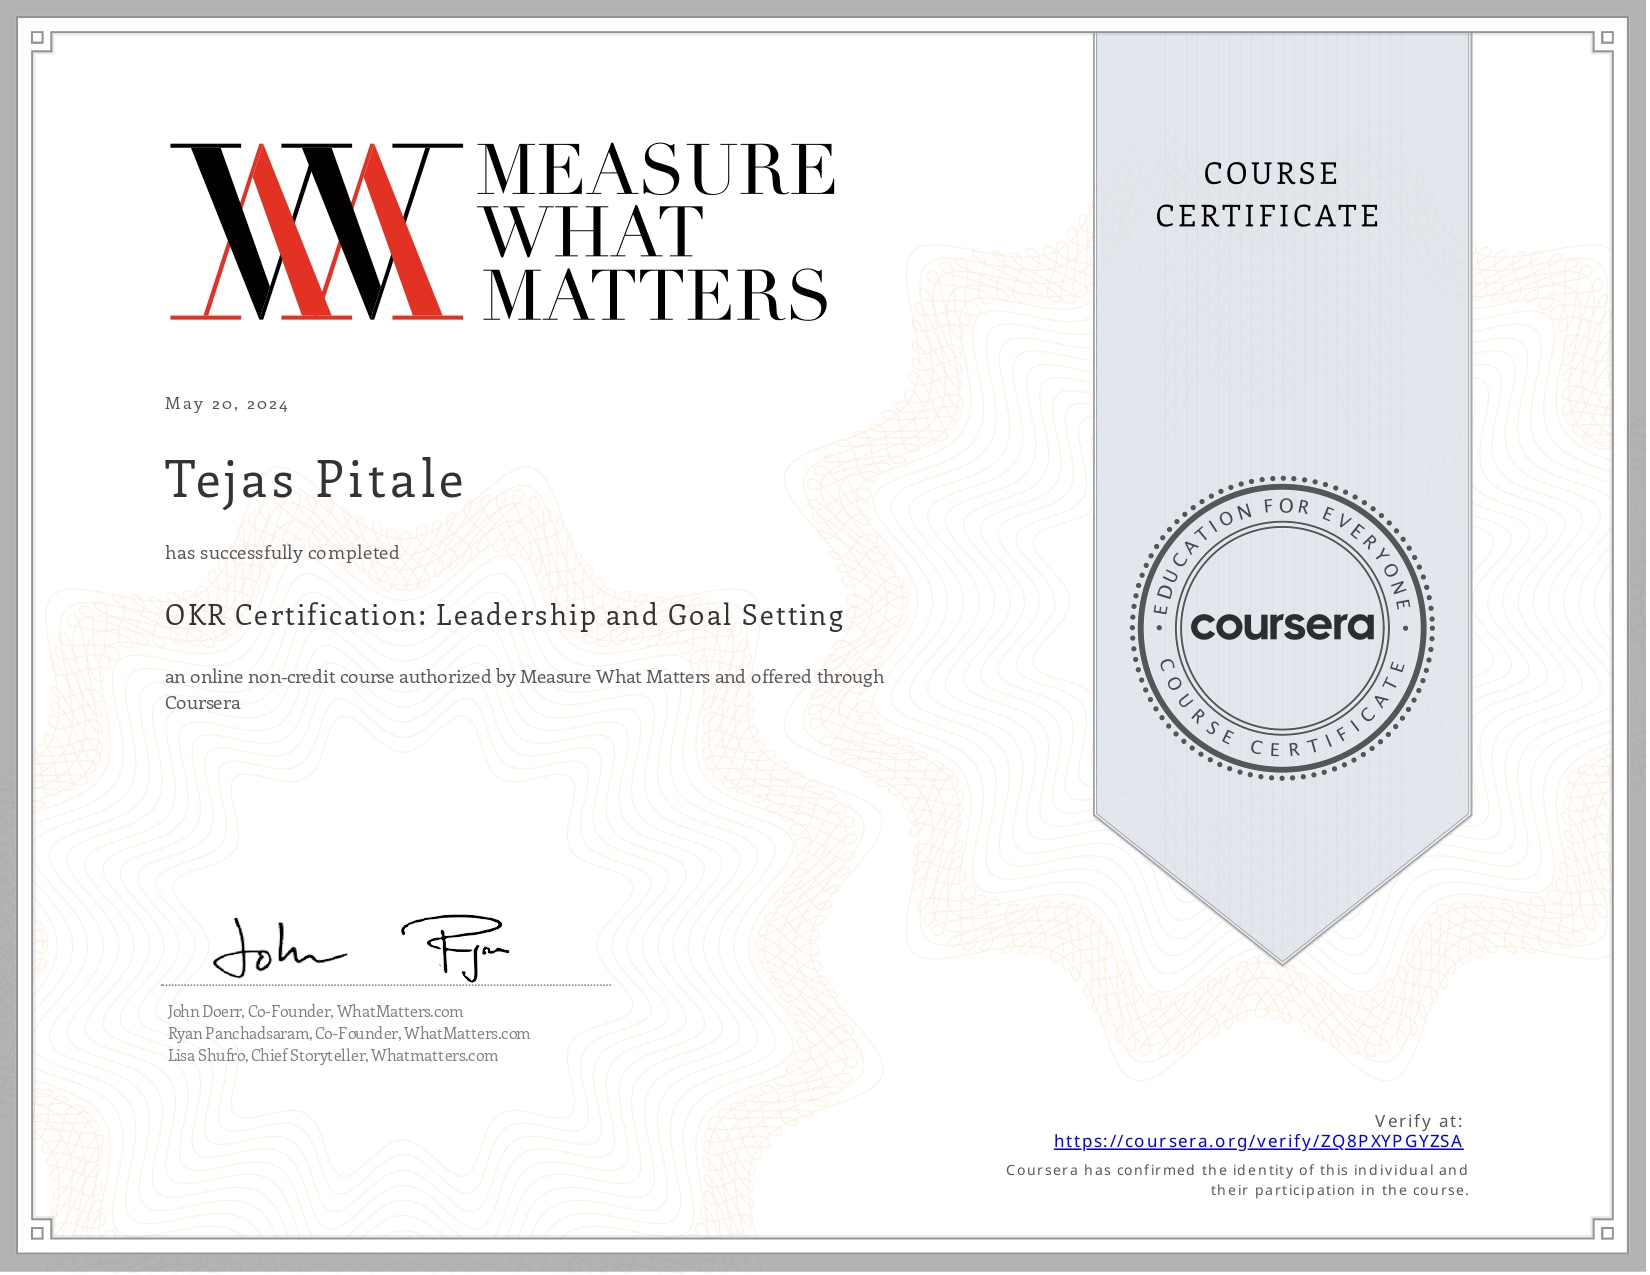 MEASURE
WHAT
MATTERS
COURSE
CERTIFICATE
May 20, 2024
Tejas Pitale
has successfully completed
OKR Certification: Leadership and Goal Setting
an online non-credit course authorized by Measure What Matters and offered through
Coursera
EDUCATION FOR EVERYONE
coursera
COURSE CERTIFICATE
John Ryan
John Doerr, Co-Founder, WhatMatters.com
Ryan Panchadsaram, Co-Founder, WhatMatters.com
Lisa Shufro, Chief Storyteller, Whatmatters.com
Verify at:
https://coursera.org/verify/ZQ8PXYPGYZSA
Coursera has confirmed the identity of this individual and
their participation in the course.